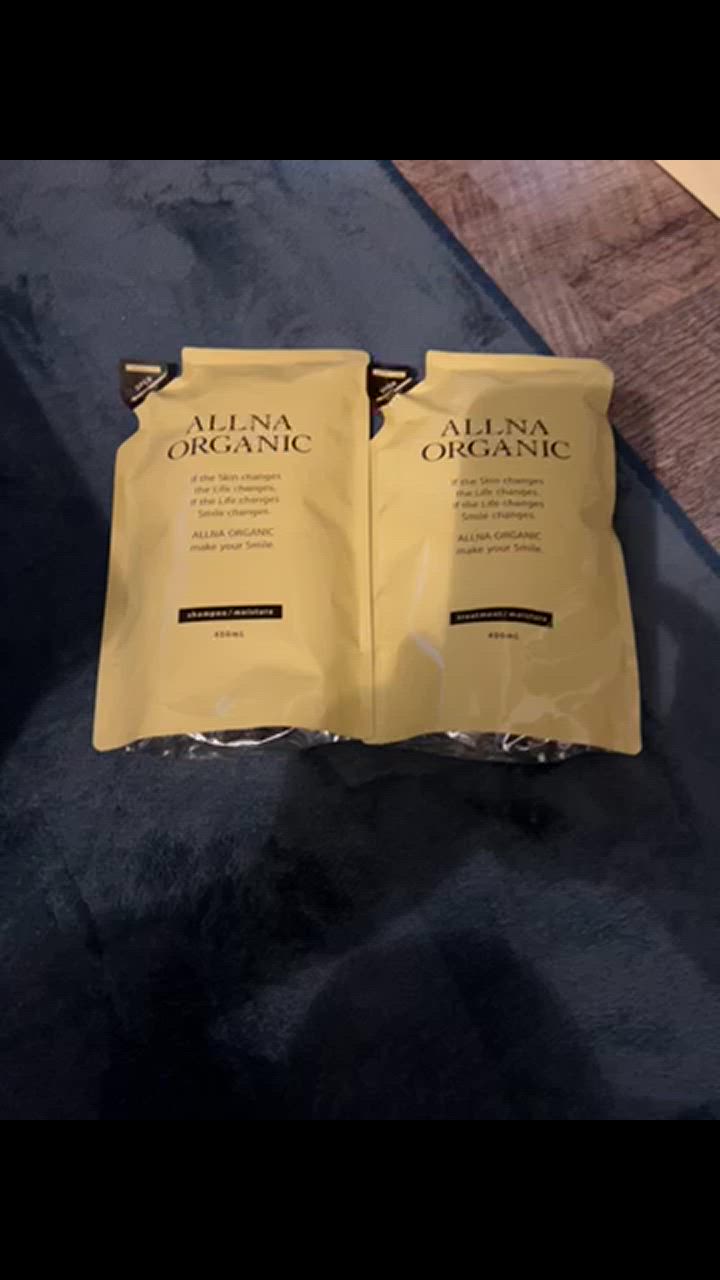 ALLNA
ORGANIC
if the Skin changes
the Life changes,
if the Life changes
Smile changes.
ALLNA ORGANIC
make your Smile.
shampoo/moisture
400mL
ALLNA
ORGANIC
if the Skin changes
the Life changes,
if the Life changes
Smile changes.
ALLNA ORGANIC
make your Smile.
treatment/moisture
400mL